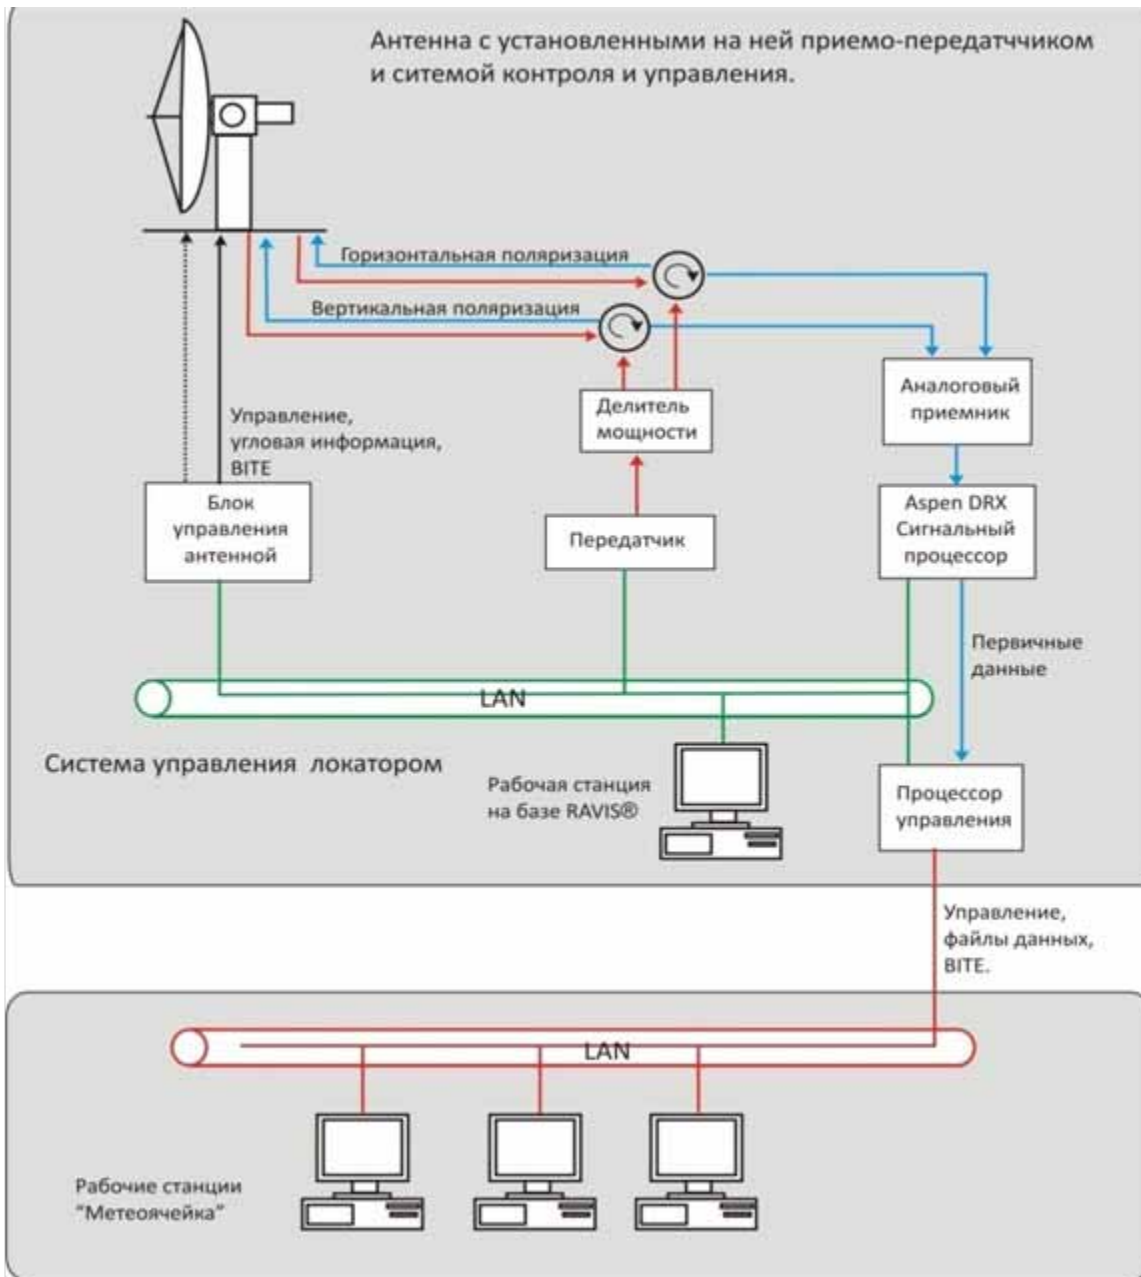 Антенна с установленными на ней приемо-передатччиком
и ситемой контроля и управления.
Горизонтальная поляризация
Вертикальная поляризация
Управление,
угловая информация,
BITE
Делитель
мощности
Аналоговый
приемник
Блок
управления
антенной
Передатчик
Aspen DRX
Сигнальный
процессор
Первичные
данные
LAN
Система управления локатором
Рабочая станция
на базе RAVIS®
Процессор
управления
Управление,
файлы данных,
BITE.
LAN
Рабочие станции
"Метеоячейка"